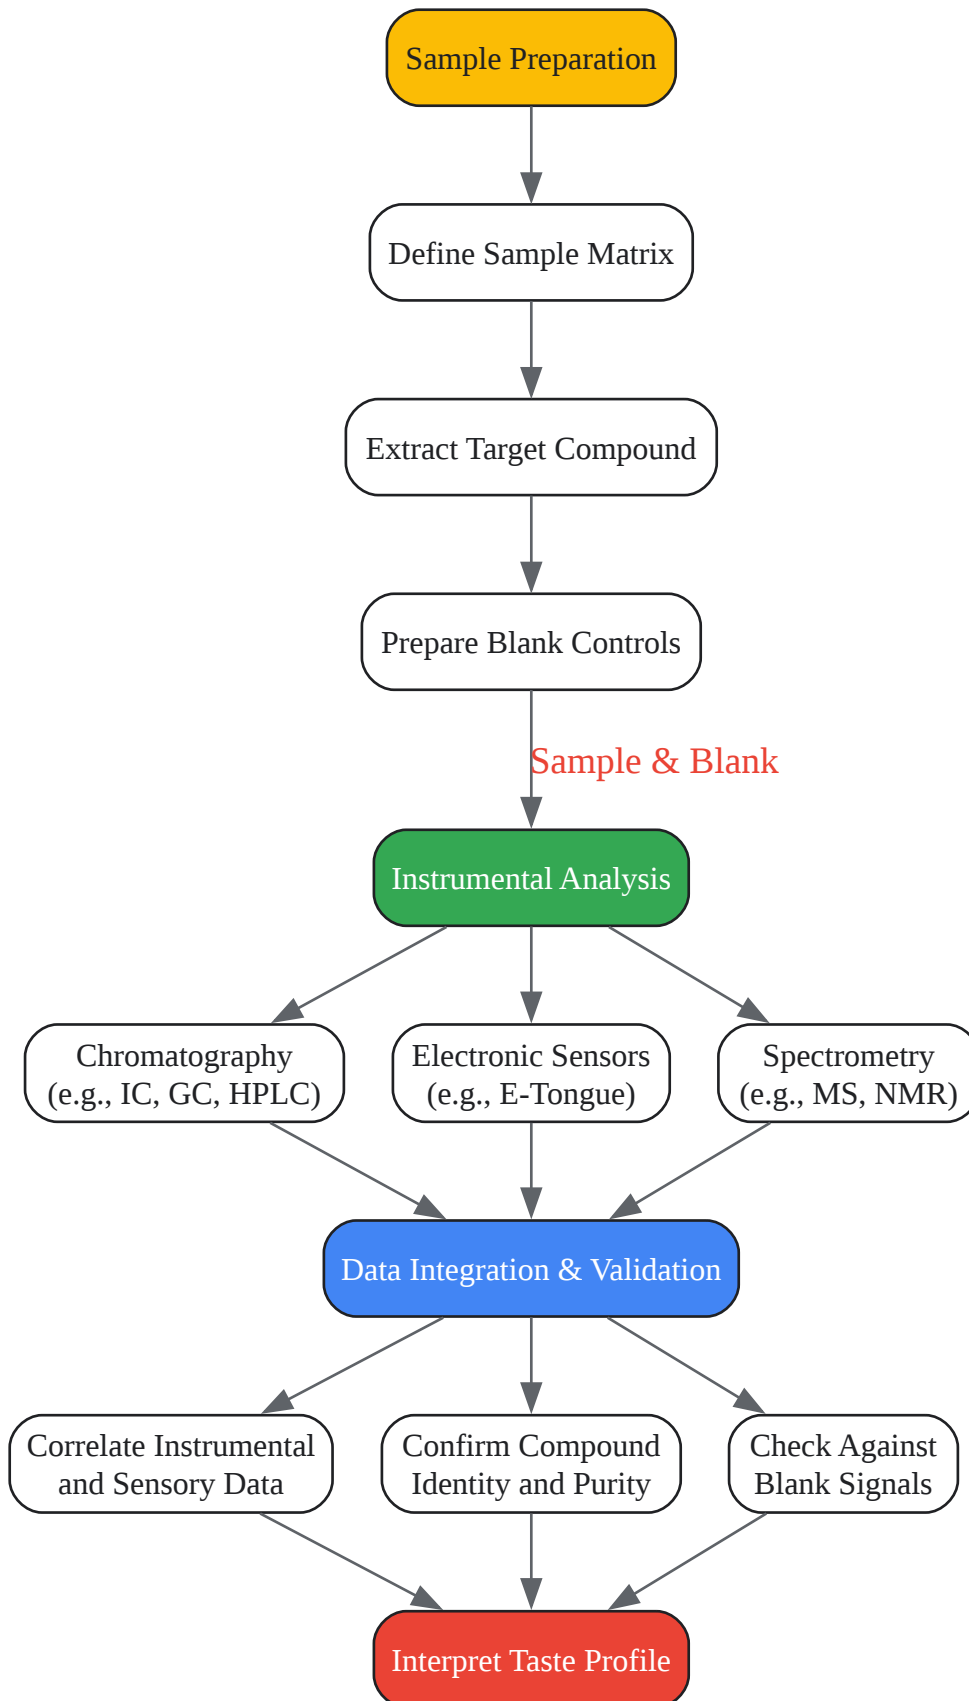 Sample Preparation
Define Sample Matrix
Extract Target Compound
Prepare Blank Controls
Sample & Blank
Instrumental Analysis
Chromatography
(e.g., IC, GC, HPLC)
Electronic Sensors
(e.g., E-Tongue)
Spectrometry
(e.g., MS, NMR)
Data Integration & Validation
Correlate Instrumental
and Sensory Data
Confirm Compound
Identity and Purity
Check Against
Blank Signals
Interpret Taste Profile